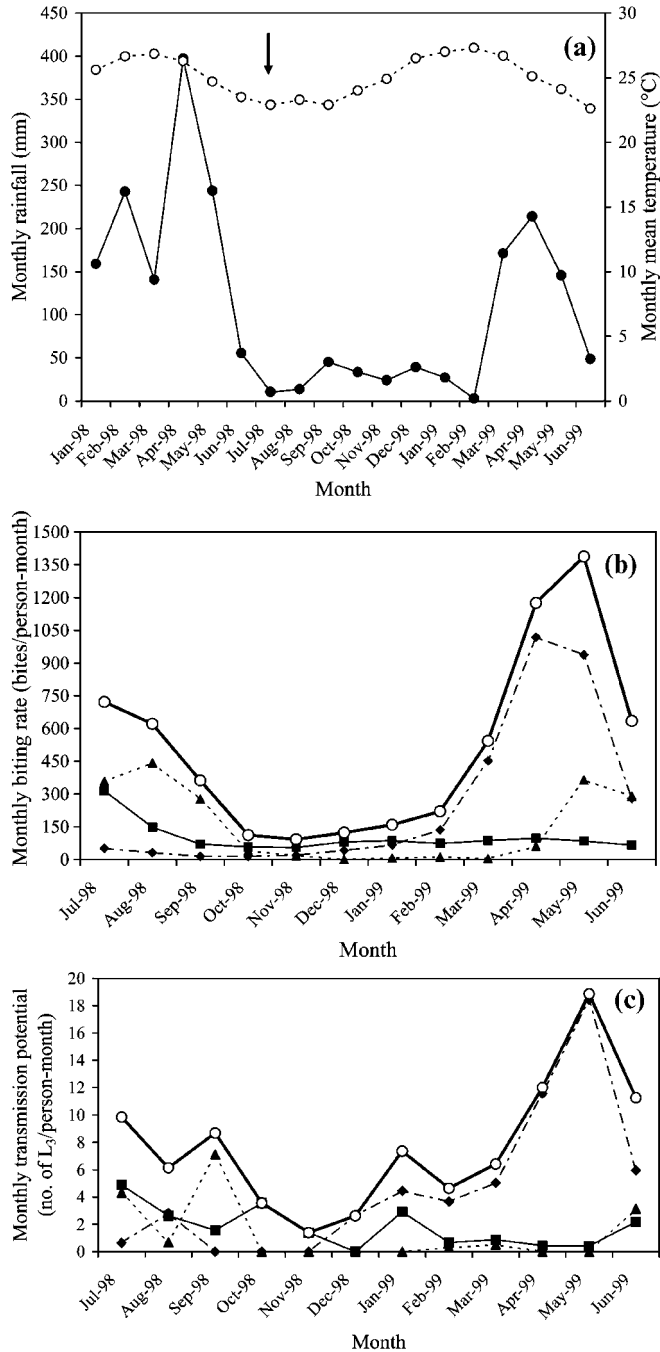 (a)
Monthly rainfall (mm)
450
400
350
300
250
200
150
100
50
0
Monthly mean temperature (°C)
30
25
20
15
10
5
0
Jan-98
Feb-98
Mar-98
Apr-98
May-98
Jun-98
Jul-98
Aug-98
Sep-98
Oct-98
Nov-98
Dec-98
Jan-99
Feb-99
Mar-99
Apr-99
May-99
Jun-99
Month
(b)
Monthly biting rate (bites/person-month)
1500
1350
1200
1050
900
750
600
450
300
150
0
Jul-98
Aug-98
Sep-98
Oct-98
Nov-98
Dec-98
Jan-99
Feb-99
Mar-99
Apr-99
May-99
Jun-99
Month
(c)
Monthly transmission potential
(no. of L₃/person-month)
20
18
16
14
12
10
8
6
4
2
0
Jul-98
Aug-98
Sep-98
Oct-98
Nov-98
Dec-98
Jan-99
Feb-99
Mar-99
Apr-99
May-99
Jun-99
Month